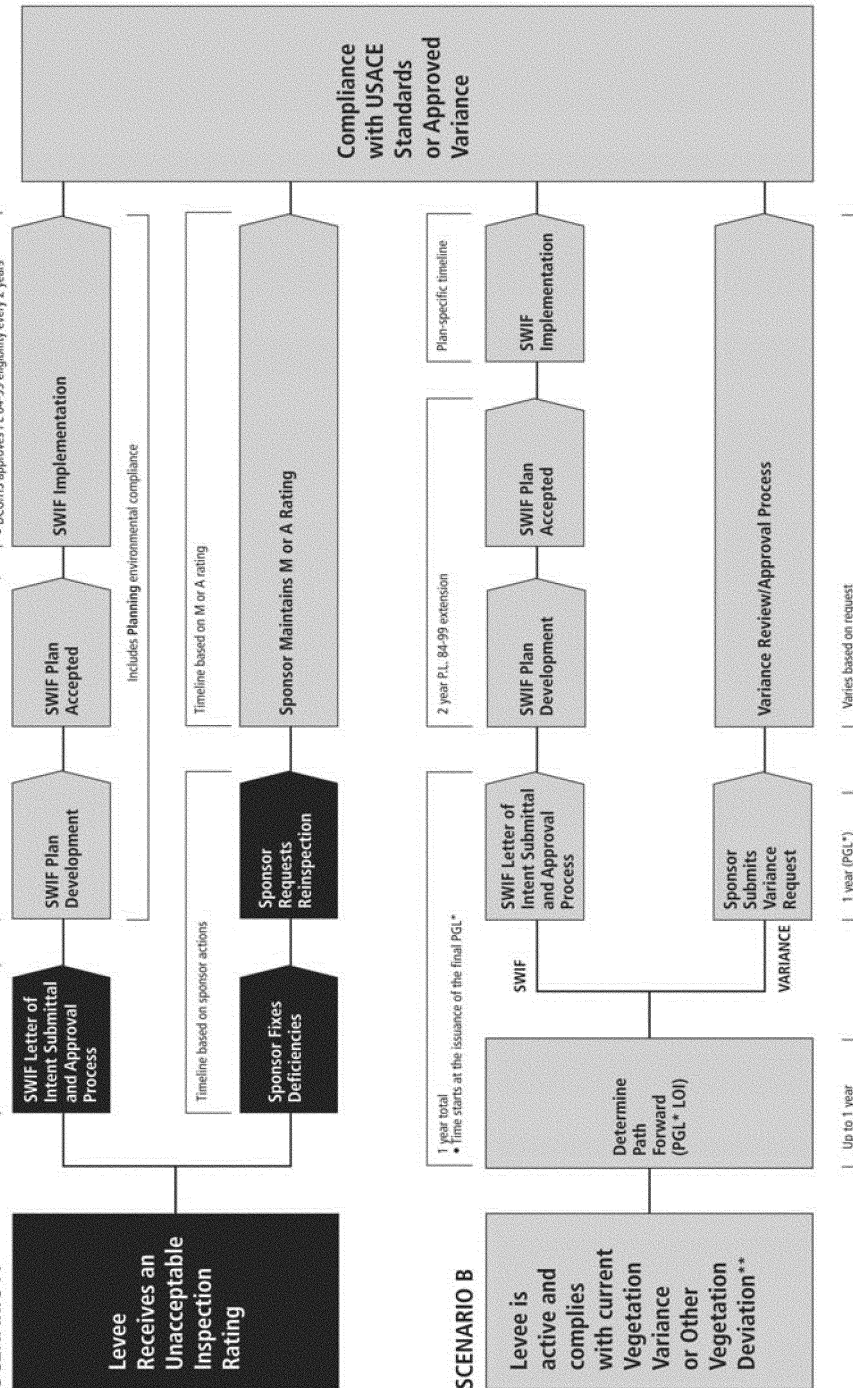 Levee
Receives an
Unacceptable
Inspection
Rating
SWIF Letter of
Intent Submittal
and Approval
Process
SWIF Plan
Development
SWIF Plan
Accepted
SWIF Implementation
Includes Planning environmental compliance
Timeline based on sponsor actions
Sponsor Fixes
Deficiencies
Sponsor
Requests
Reinspection
Timeline based on M or A rating
Sponsor Maintains M or A Rating
Compliance
with USACE
Standards
or Approved
Variance
SCENARIO B
Levee is
active and
complies
with current
Vegetation
Variance
or Other
Vegetation
Deviation**
1 year total
• Time starts at the issuance of the final PGL*
Determine
Path
Forward
(PGL* LOI)
SWIF
SWIF Letter of
Intent Submittal
and Approval
Process
2 year P.L. 84-99 extension
SWIF Plan
Development
SWIF Plan
Accepted
Plan-specific timeline
SWIF
Implementation
VARIANCE
Sponsor
Submits
Variance
Request
Variance Review/Approval Process
Up to 1 year
1 year (PGL*)
Varies based on request